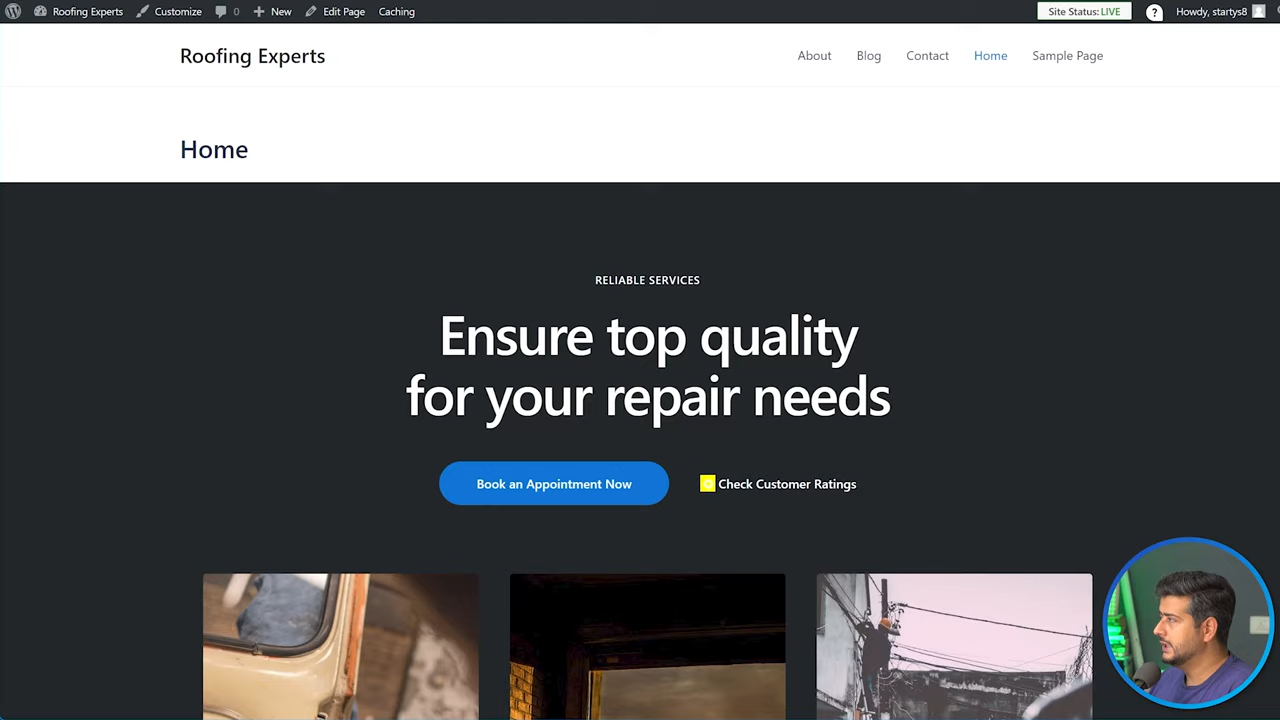 Roofing Experts Customize 0 New Edit Page Caching Site Status: LIVE ? Howdy, startys8
Roofing Experts About Blog Contact Home Sample Page
Home
RELIABLE SERVICES
Ensure top quality
for your repair needs
Book an Appointment Now Check Customer Ratings